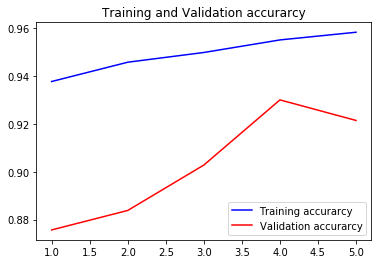 Training and Validation accurarcy
0.96
0.94
0.92
0.90
0.88
1.0 1.5 2.0 2.5 3.0 3.5 4.0 4.5 5.0
Training accurarcy
Validation accurarcy